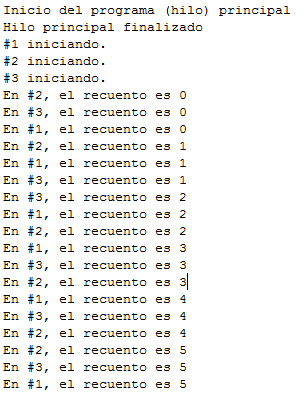 Inicio del programa (hilo) principal
Hilo principal finalizado
#1 iniciando.
#2 iniciando.
#3 iniciando.
En #2, el recuento es 0
En #3, el recuento es 0
En #1, el recuento es 0
En #2, el recuento es 1
En #1, el recuento es 1
En #3, el recuento es 1
En #3, el recuento es 2
En #1, el recuento es 2
En #2, el recuento es 2
En #1, el recuento es 3
En #3, el recuento es 3
En #2, el recuento es 3
En #1, el recuento es 4
En #3, el recuento es 4
En #2, el recuento es 4
En #2, el recuento es 5
En #3, el recuento es 5
En #1, el recuento es 5